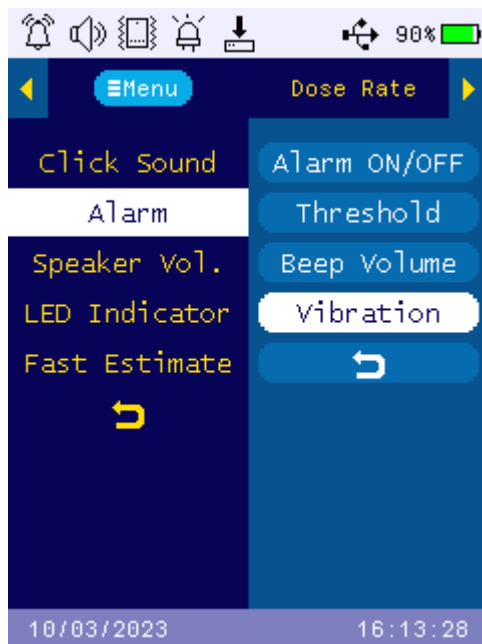 90%
Menu
Dose Rate
Click Sound
Alarm
Speaker Vol.
LED Indicator
Fast Estimate
Alarm ON/OFF
Threshold
Beep Volume
Vibration
10/03/2023
16:13:28